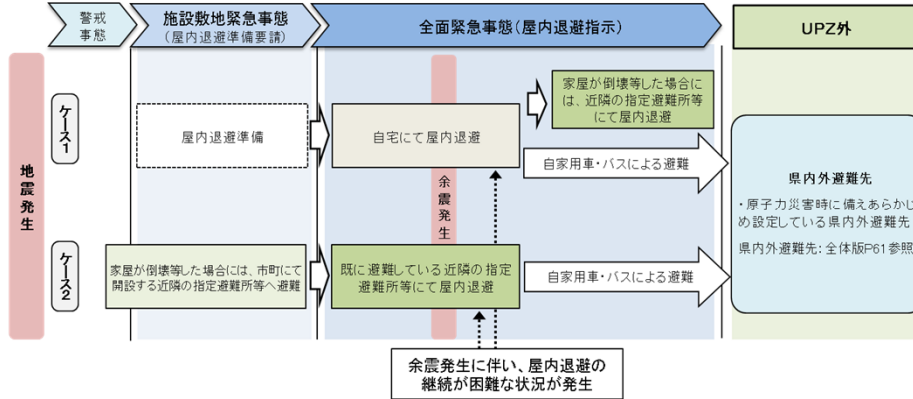 警戒
事態
施設敷地緊急事態
(屋内退避準備要請)
全面緊急事態(屋内退避指示)
UPZ外
地震発生
ケース1
屋内退避準備
自宅にて屋内退避
家屋が倒壊等した場合に
は、近隣の指定避難所等
にて屋内退避
自家用車・バスによる避難
余震発生
県内外避難先
・原子力災害時に備えあらかじ
め設定している県内外避難先
県内外避難先:全体版P61参照
ケース2
家屋が倒壊等した場合には、市町にて
開設する近隣の指定避難所等へ避難
既に避難している近隣の指定
避難所等にて屋内退避
自家用車・バスによる避難
余震発生に伴い、屋内退避の
継続が困難な状況が発生